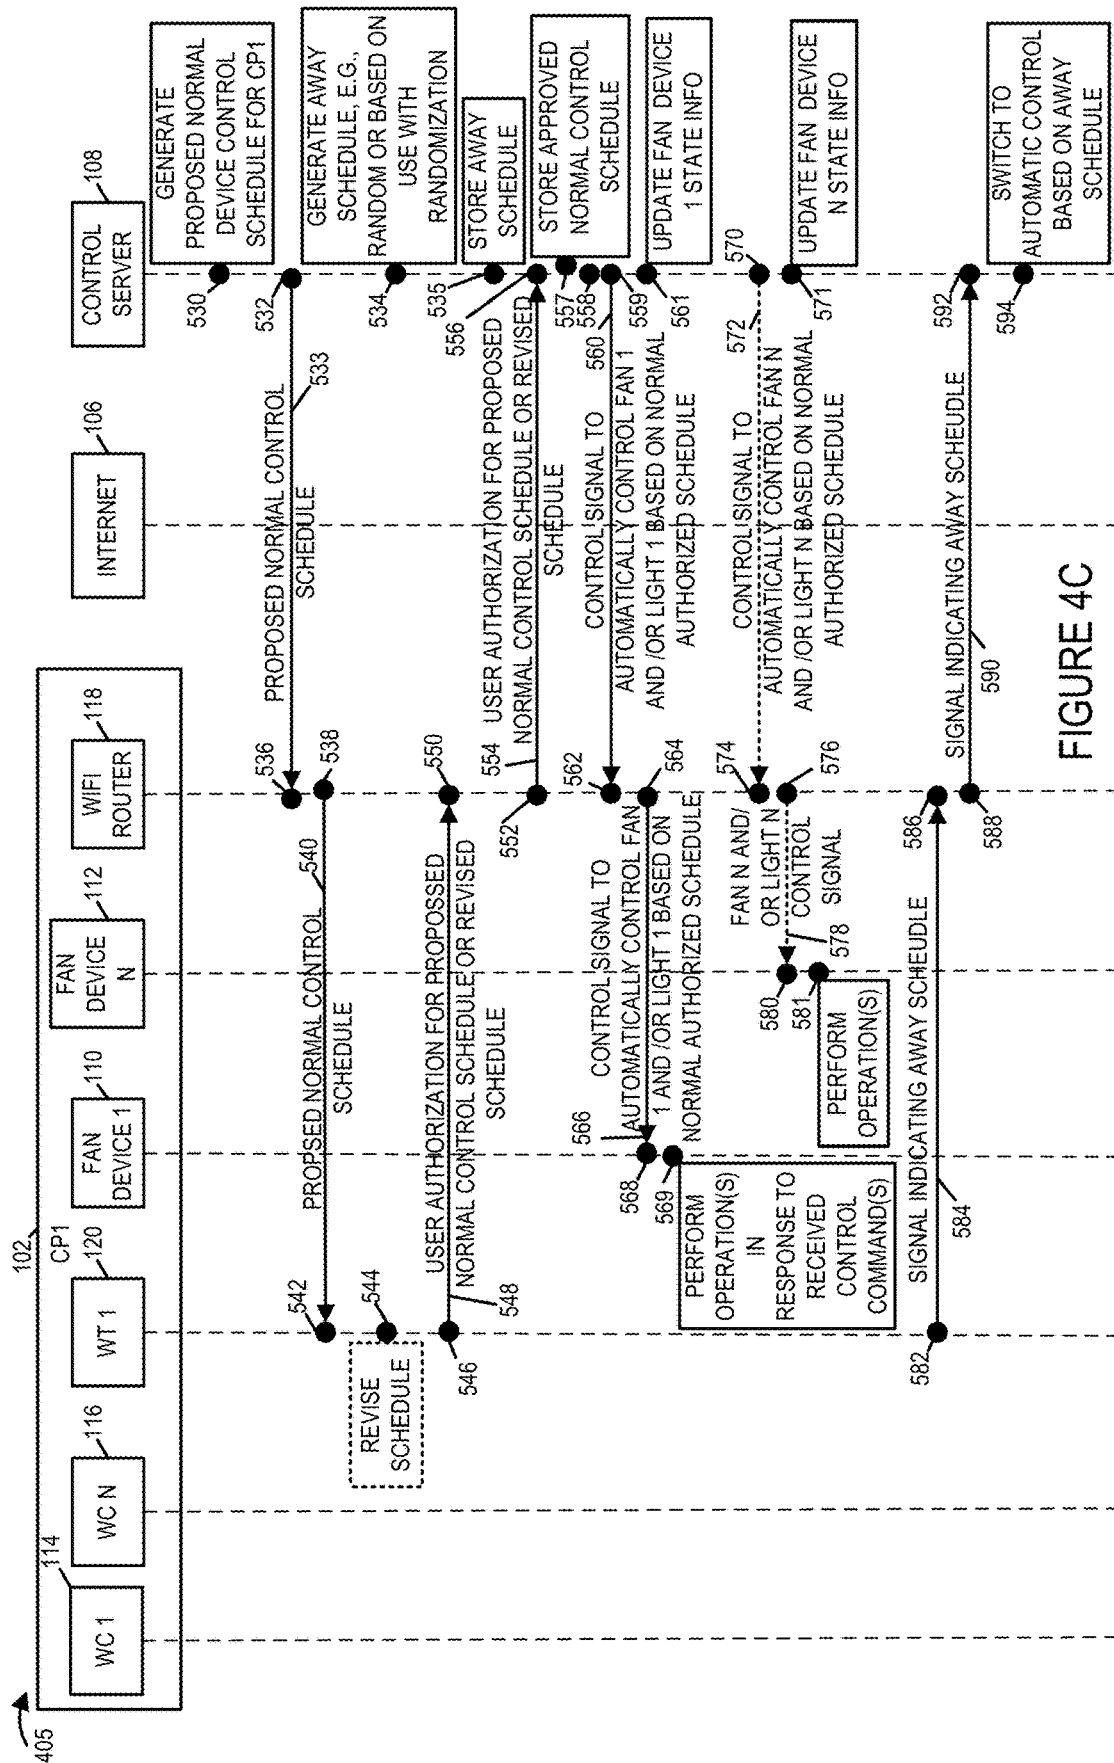 405
102
CP1
114
WC 1
116
WC N
120
WT 1
110
FAN
DEVICE 1
112
FAN
DEVICE
N
118
WIFI
ROUTER
106
INTERNET
108
CONTROL
SERVER
GENERATE
PROPOSED NORMAL
DEVICE CONTROL
SCHEDULE FOR CP1
530
532
PROPOSED NORMAL CONTROL
SCHEDULE
533
536
538
PROPSED NORMAL CONTROL
SCHEDULE
540
542
GENERATE AWAY
SCHEDULE, E.G.,
RANDOM OR BASED ON
USE WITH
RANDOMIZATION
534
544
REVISE
SCHEDULE
546
USER AUTHORIZATION FOR PROPOSSED
NORMAL CONTROL SCHEDULE OR REVISED
SCHEDULE
548
550
STORE AWAY
SCHEDULE
535
552
554
USER AUTHORIZATION FOR PROPOSED
NORMAL CONTROL SCHEDULE OR REVISED
SCHEDULE
556
STORE APPROVED
NORMAL CONTROL
SCHEDULE
557
558
559
560
CONTROL SIGNAL TO
AUTOMATICALLY CONTROL FAN 1
AND /OR LIGHT 1 BASED ON NORMAL
AUTHORIZED SCHEDULE
562
UPDATE FAN DEVICE
1 STATE INFO
561
564
CONTROL SIGNAL TO
AUTOMATICALLY CONTROL FAN
1 AND /OR LIGHT 1 BASED ON
NORMAL AUTHORIZED SCHEDULE
566
568
569
PERFORM
OPERATION(S)
IN
RESPONSE TO
RECEIVED
CONTROL
COMMAND(S)
570
572
CONTROL SIGNAL TO
AUTOMATICALLY CONTROL FAN N
AND /OR LIGHT N BASED ON NORMAL
AUTHORIZED SCHEDULE
574
UPDATE FAN DEVICE
N STATE INFO
571
576
FAN N AND/
OR LIGHT N
CONTROL
SIGNAL
578
580
581
PERFORM
OPERATION(S)
582
SIGNAL INDICATING AWAY SCHEUDLE
584
586
588
SIGNAL INDICATING AWAY SCHEUDLE
590
592
594
SWITCH TO
AUTOMATIC CONTROL
BASED ON AWAY
SCHEDULE
FIGURE 4C